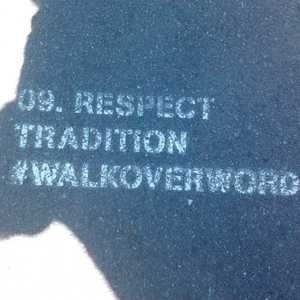 09. RESPECT
TRADITION
#WALKOVERWORD